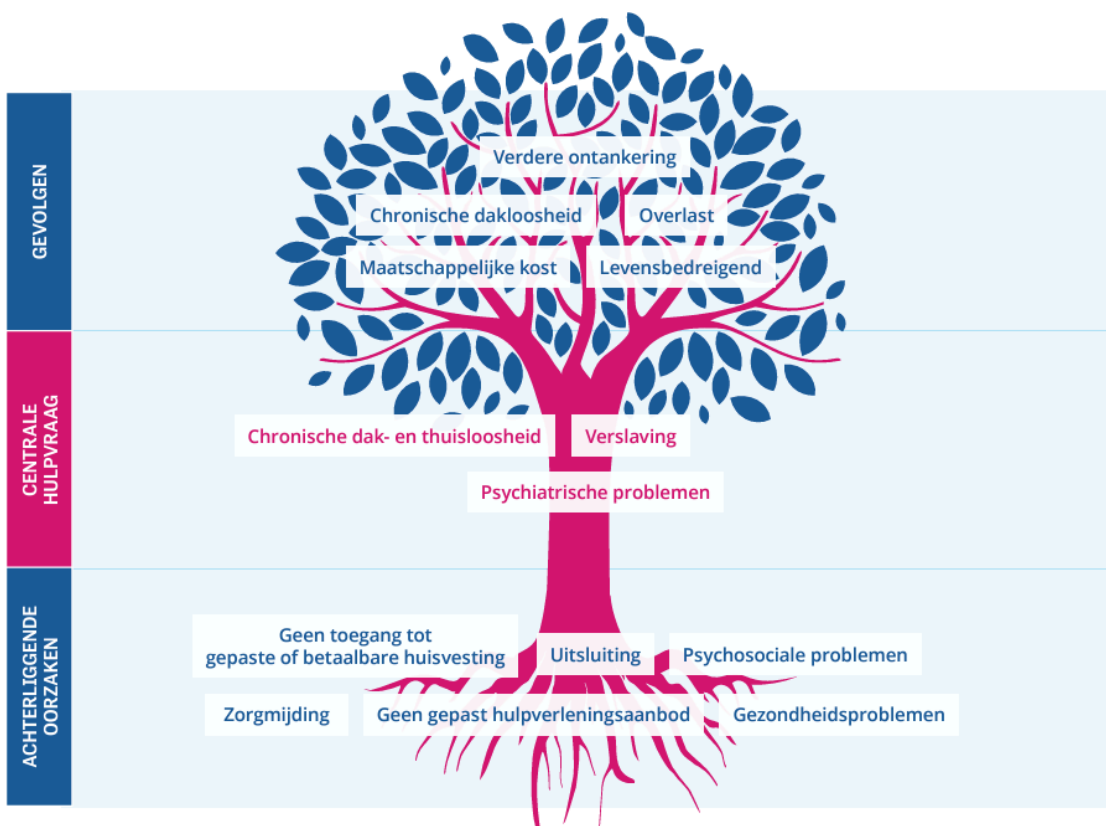 GEVOLGEN
Verdere ontankering
Chronische dakloosheid
Overlast
Maatschappelijke kost
Levensbedreigend
CENTRALE
HULPVRAAG
Chronische dak- en thuisloosheid
Verslaving
Psychiatrische problemen
ACHTERLIGGENDE
OORZAKEN
Geen toegang tot
gepaste of betaalbare huisvesting
Uitsluiting
Psychosociale problemen
Zorgmijding
Geen gepast hulpverleningsaanbod
Gezondheidsproblemen